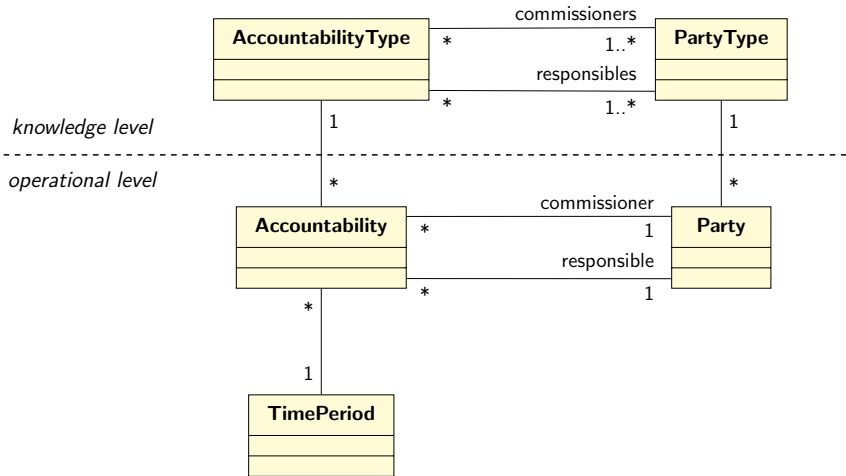 commissioners
AccountabilityType
*
1..*
PartyType
responsibles
*
1..*
knowledge level
1
1
operational level
*
*
commissioner
Accountability
*
1
Party
responsible
*
1
*
1
TimePeriod